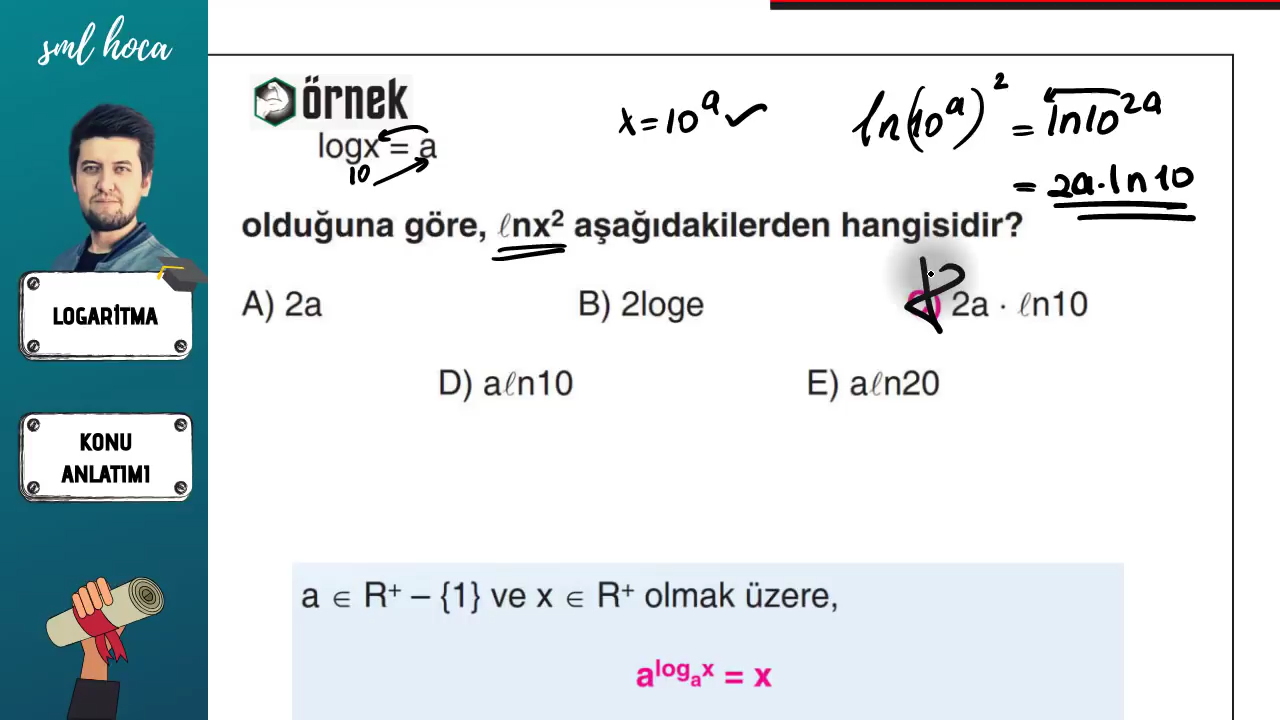 sml hoca
örnek
logx = a
10
x = 10^a ✓
ln(10^a)^2 = ln10^2a
= 2a·ln10
olduğuna göre, ℓnx² aşağıdakilerden hangisidir?
A) 2a
B) 2loge
2a · ℓn10
D) aℓn10
E) aℓn20
LOGARİTMA
KONU
ANLATIMI
a ∈ R⁺ – {1} ve x ∈ R⁺ olmak üzere,
a^log_a x = x